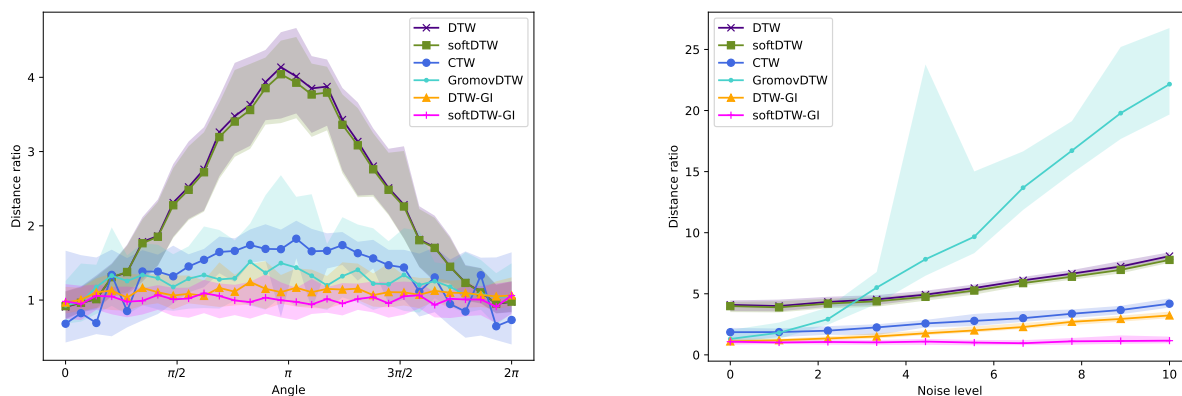 DTW
softDTW
CTW
GromovDTW
DTW-GI
softDTW-GI
4
3
2
1
Distance ratio
0
π/2
π
3π/2
2π
Angle
DTW
softDTW
CTW
GromovDTW
DTW-GI
softDTW-GI
25
20
15
10
5
0
Distance ratio
0
2
4
6
8
10
Noise level